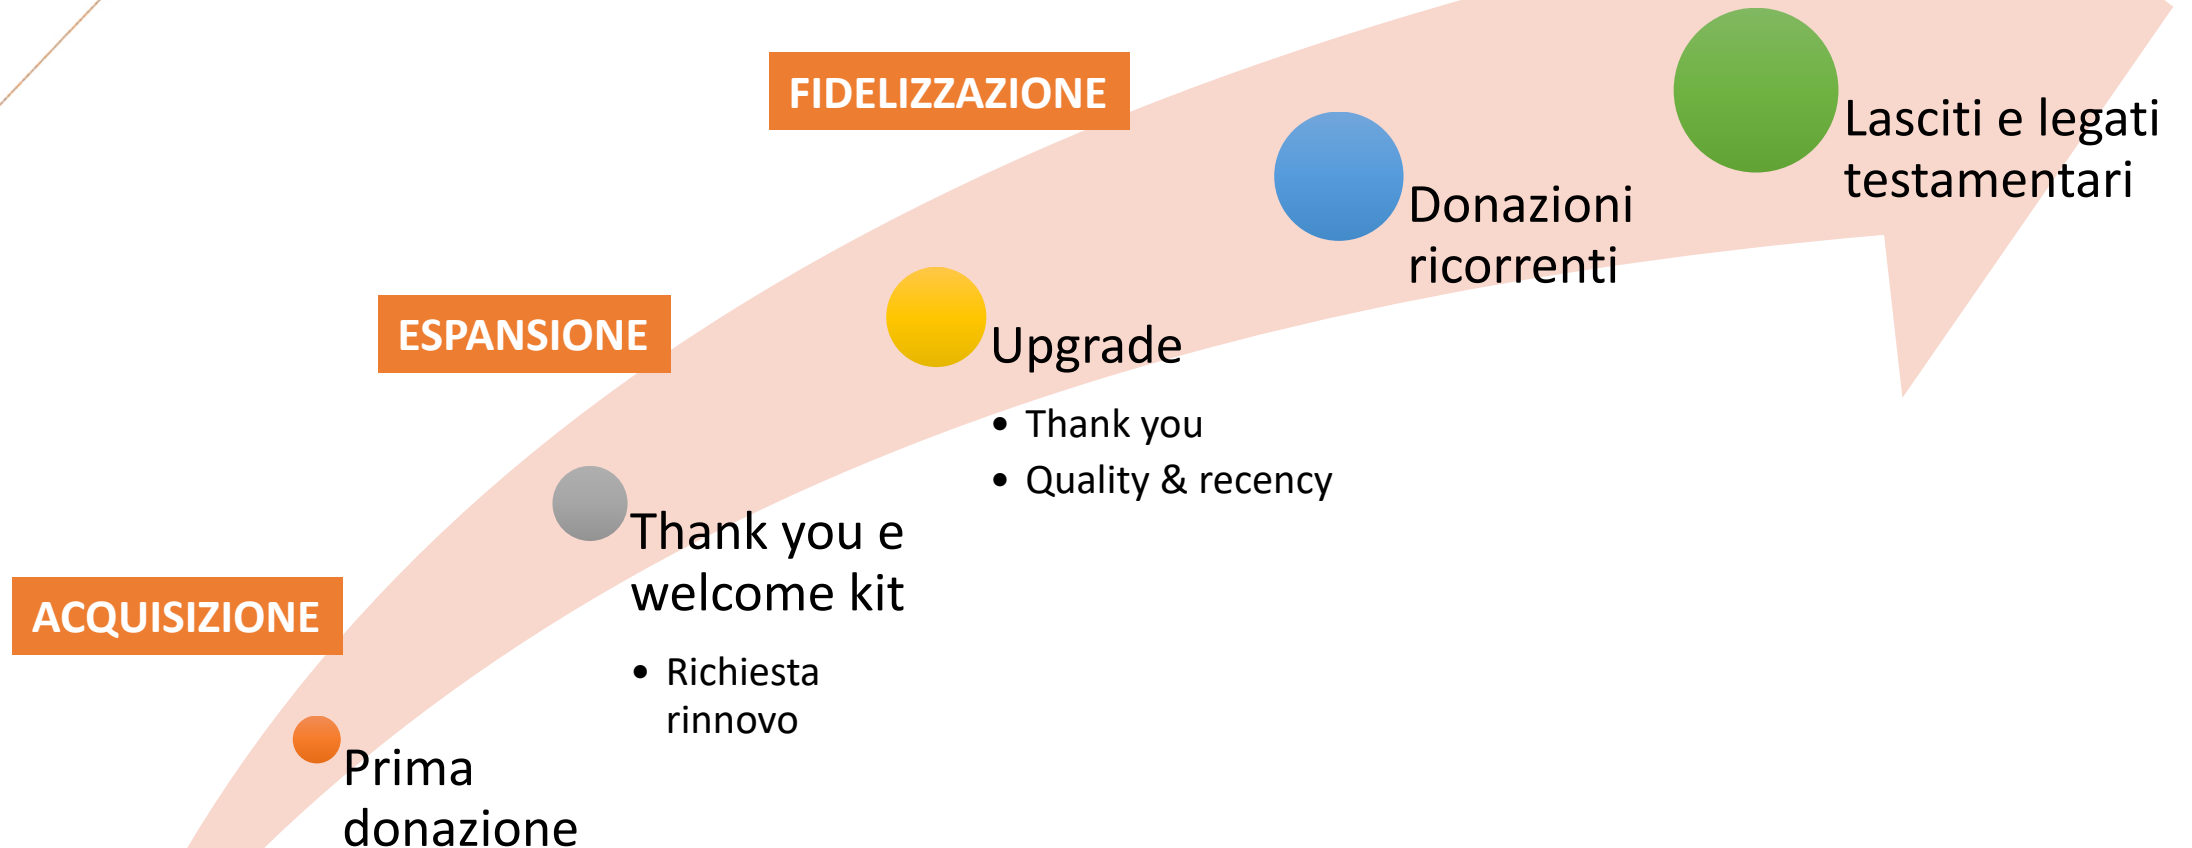 FIDELIZZAZIONE
Lasciti e legati
testamentari
Donazioni
ricorrenti
ESPANSIONE
Upgrade
• Thank you
• Quality & recency
Thank you e
welcome kit
• Richiesta
rinnovo
ACQUISIZIONE
Prima
donazione